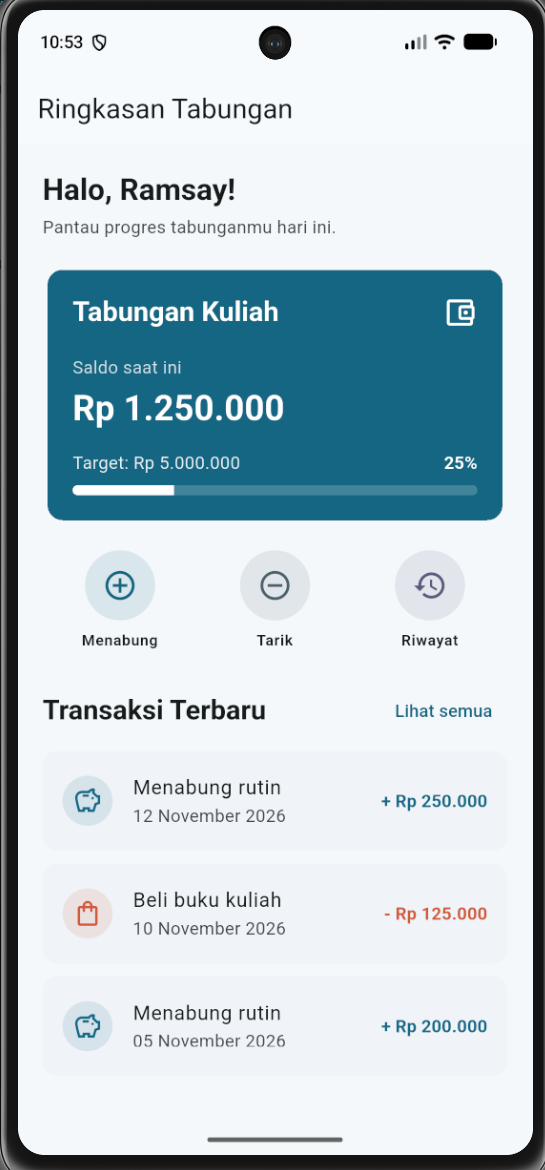 10:53
Ringkasan Tabungan
Halo, Ramsay!
Pantau progres tabunganmu hari ini.
Tabungan Kuliah
Saldo saat ini
Rp 1.250.000
Target: Rp 5.000.000 25%
Menabung Tarik Riwayat
Transaksi Terbaru Lihat semua
Menabung rutin
12 November 2026
+ Rp 250.000
Beli buku kuliah
10 November 2026
- Rp 125.000
Menabung rutin
05 November 2026
+ Rp 200.000